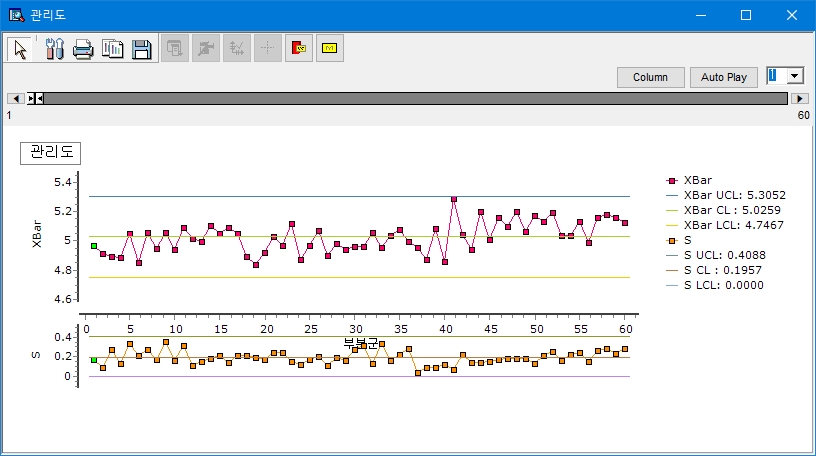 관리도
Column
Auto Play
1
1
60
관리도
5.4
5.2
5
4.8
4.6
XBar
0 5 10 15 20 25 30 35 40 45 50 55 60
부분군
0.4
0.2
0
S
XBar
XBar UCL: 5.3052
XBar CL : 5.0259
XBar LCL: 4.7467
S
S UCL: 0.4088
S CL : 0.1957
S LCL: 0.0000